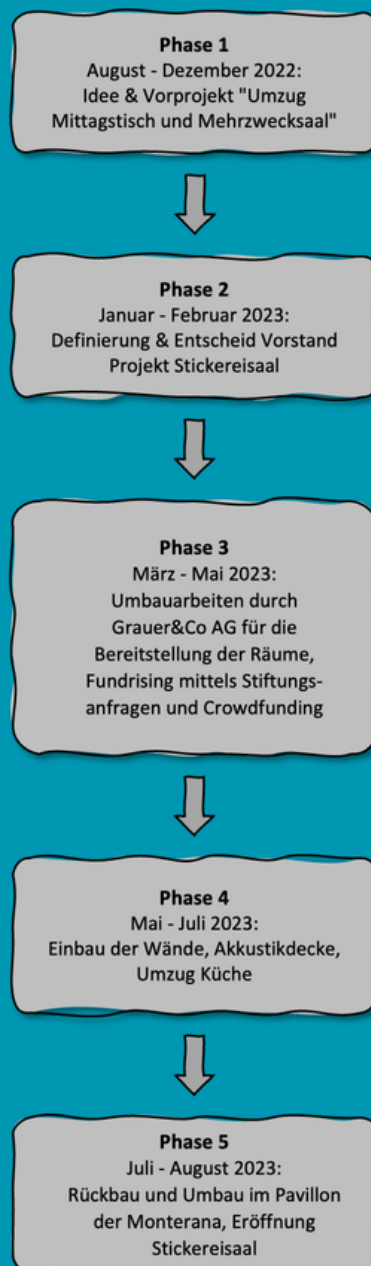 Phase 1
August - Dezember 2022:
Idee & Vorprojekt "Umzug
Mittagstisch und Mehrzwecksaal"
Phase 2
Januar - Februar 2023:
Definierung & Entscheid Vorstand
Projekt Stickereisaal
Phase 3
März - Mai 2023:
Umbauarbeiten durch
Grauer&Co AG für die
Bereitstellung der Räume,
Fundrising mittels Stiftungs-
anfragen und Crowdfunding
Phase 4
Mai - Juli 2023:
Einbau der Wände, Akkustikdecke,
Umzug Küche
Phase 5
Juli - August 2023:
Rückbau und Umbau im Pavillon
der Monterana, Eröffnung
Stickereisaal